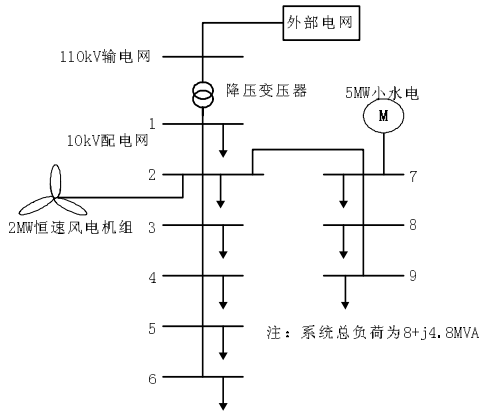 外部电网
110kV输电网
降压变压器
5MW小水电
M
1
10kV配电网
2
7
2MW恒速风电机组
3
8
4
9
5
注：系统总负荷为8+j4.8MVA
6